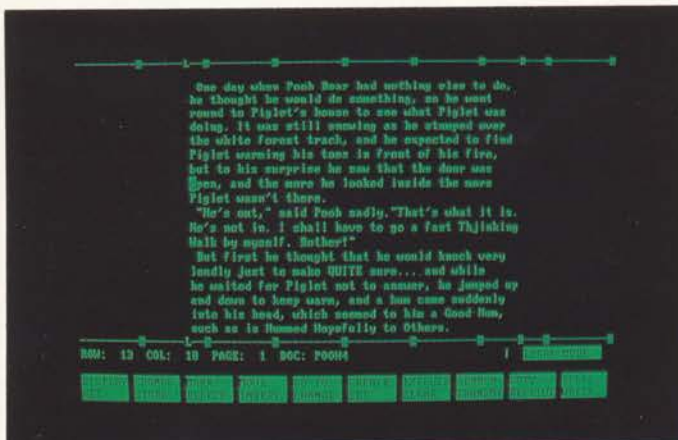 L
One day when Pooh Bear had nothing else to do,
he thought he would do something, so he went
round to Piglet's house to see what Piglet was
doing. It was still snowing as he stumped over
the white forest track, and he expected to find
Piglet warming his toes in front of his fire,
but to his surprise he saw that the door was
open, and the more he looked inside the more
Piglet wasn't there.
"He's out," said Pooh sadly."That's what it is.
He's not in. I shall have to go a fast Thjinking
Walk by myself. Bother!"
But first he thought that he would knock very
loudly just to make QUITE sure....and while
he waited for Piglet not to answer, he jumped up
and down to keep warm, and a hum came suddenly
into his head, which seemed to him a Good Hum,
such as is Hummed Hopefully to Others.
L
ROW: 13 COL: 10 PAGE: 1 DOC: POOH4